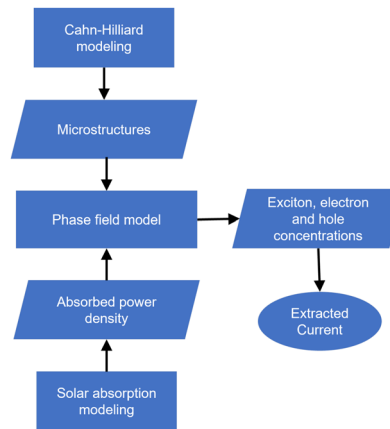 Cahn-Hilliard
modeling
Microstructures
Phase field model
Exciton, electron
and hole
concentrations
Absorbed power
density
Extracted
Current
Solar absorption
modeling